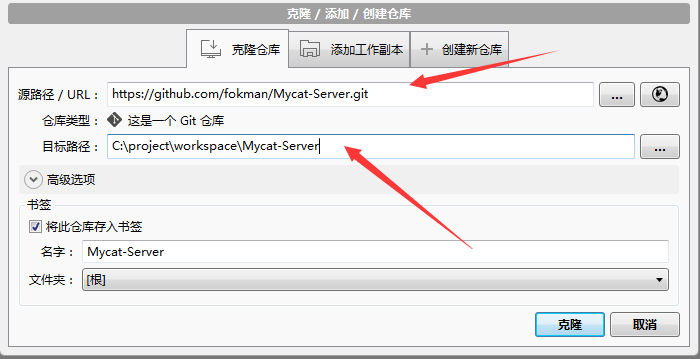 克隆 / 添加 / 创建仓库
克隆仓库 添加工作副本 创建新仓库
源路径 / URL： https://github.com/fokman/Mycat-Server.git ...
仓库类型： 这是一个 Git 仓库
目标路径： C:\project\workspace\Mycat-Server ...
高级选项
书签
将此仓库存入书签
名字： Mycat-Server
文件夹： [根]
克隆 取消